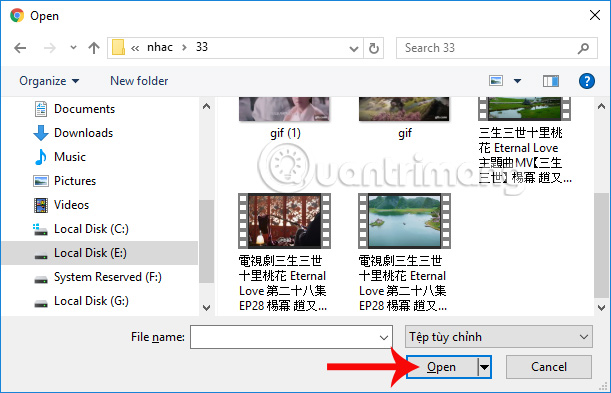 Open
nhac
33
Search 33
Organize
New folder
?
Documents
Downloads
Music
Pictures
Videos
Local Disk (C:)
Local Disk (E:)
System Reserved (F:)
Local Disk (G:)
gif (1)
gif
三生三世十里桃
花 Eternal Love
主題曲MV【三生
三世】楊冪 趙又...
Quantrimang
電視劇三生三世
十里桃花 Eternal
Love 第二十八集
EP28 楊冪 趙又...
電視劇三生三世
十里桃花 Eternal
Love 第二十八集
EP28 楊冪 趙又...
File name:
Tệp tùy chỉnh
Open
Cancel